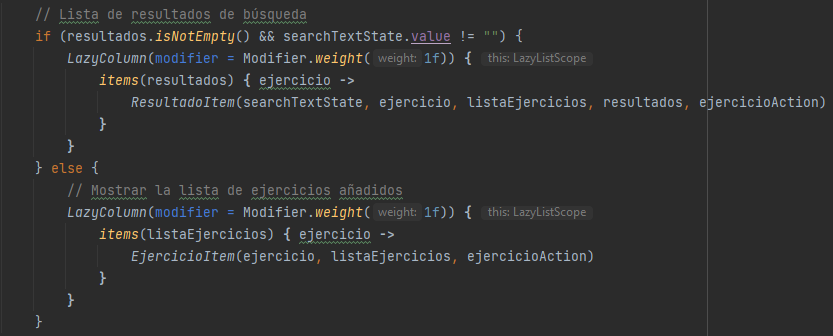 // Lista de resultados de búsqueda
if (resultados.isNotEmpty() && searchTextState.value != "") {
    LazyColumn(modifier = Modifier.weight( weight: 1f)) { this: LazyListScope
        items(resultados) { ejercicio ->
            ResultadoItem(searchTextState, ejercicio, listaEjercicios, resultados, ejercicioAction)
        }
    }
} else {
    // Mostrar la lista de ejercicios añadidos
    LazyColumn(modifier = Modifier.weight( weight: 1f)) { this: LazyListScope
        items(listaEjercicios) { ejercicio ->
            EjercicioItem(ejercicio, listaEjercicios, ejercicioAction)
        }
    }
}